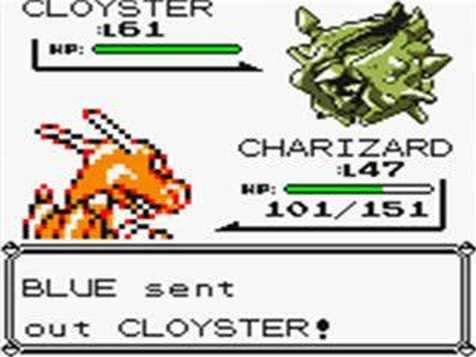 CLOYSTER
:L61
HP:
CHARIZARD
:L47
HP:
101/151
BLUE sent
out CLOYSTER!